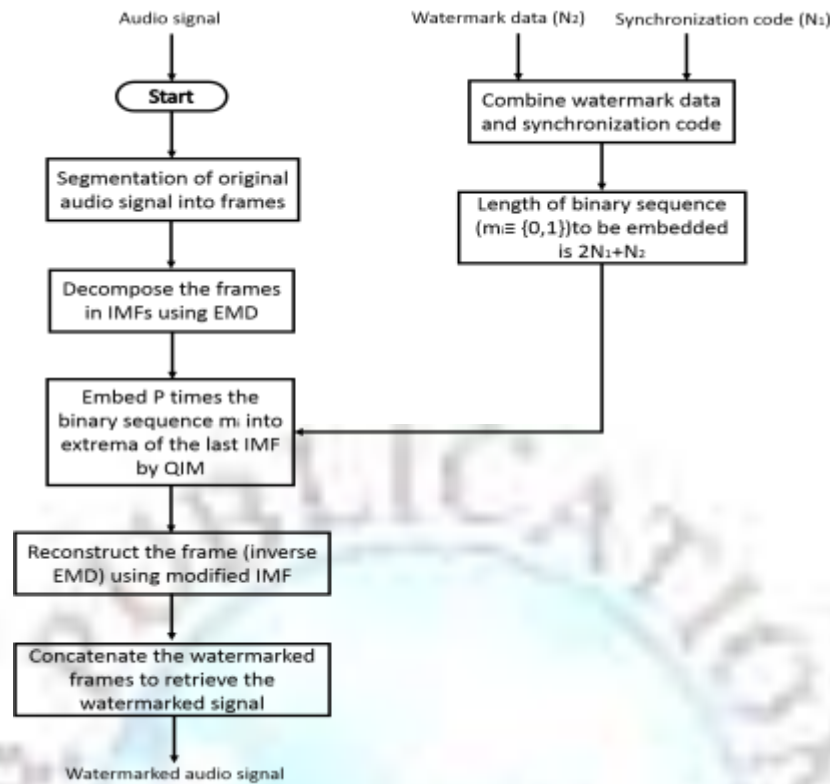 Audio signal
Start
Segmentation of original
audio signal into frames
Decompose the frames
in IMFs using EMD
Embed P times the
binary sequence mᵢ into
extrema of the last IMF
by QIM
Reconstruct the frame (inverse
EMD) using modified IMF
Concatenate the watermarked
frames to retrieve the
watermarked signal
Watermarked audio signal
Watermark data (N₂)
Synchronization code (N₁)
Combine watermark data
and synchronization code
Length of binary sequence
(mᵢ≡ {0,1})to be embedded
is 2N₁+N₂